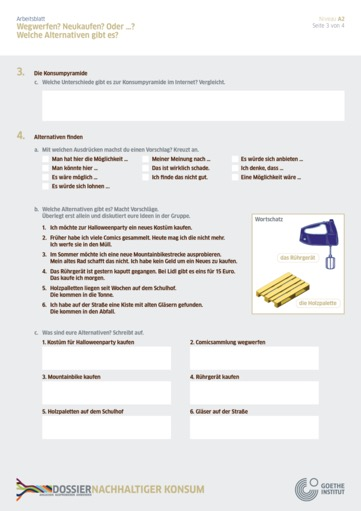 Arbeitsblatt
Wegwerfen? Neukaufen? Oder …?
Welche Alternativen gibt es?
Niveau A2
Seite 3 von 4
3. Die Konsumpyramide
c. Welche Unterschiede gibt es zur Konsumpyramide im Internet? Vergleicht.
4. Alternativen finden
a. Mit welchen Ausdrücken machst du einen Vorschlag? Kreuzt an.
Man hat hier die Möglichkeit …
Meiner Meinung nach …
Es würde sich anbieten …
Man könnte hier …
Das ist wirklich schade.
Ich denke, dass …
Es wäre möglich …
Ich finde das nicht gut.
Eine Möglichkeit wäre …
Es würde sich lohnen …
b. Welche Alternativen gibt es? Macht Vorschläge.
Überlegt erst allein und diskutiert eure Ideen in der Gruppe.
1. Ich möchte zur Halloweenparty ein neues Kostüm kaufen.
2. Früher habe ich viele Comics gesammelt. Heute mag ich die nicht mehr.
Ich werfe sie in den Müll.
3. Im Sommer möchte ich eine neue Mountainbikestrecke ausprobieren.
Mein altes Rad schafft das nicht. Ich habe kein Geld um ein Neues zu kaufen.
4. Das Rührgerät ist gestern kaputt gegangen. Bei Lidl gibt es eins für 15 Euro.
Das kaufe ich morgen.
5. Holzpaletten liegen seit Wochen auf dem Schulhof.
Die kommen in die Tonne.
6. Ich habe auf der Straße eine Kiste mit alten Gläsern gefunden.
Die kommen in den Abfall.
Wortschatz
das Rührgerät
die Holzpalette
c. Was sind eure Alternativen? Schreibt auf.
1. Kostüm für Halloweenparty kaufen
2. Comicsammlung wegwerfen
3. Mountainbike kaufen
4. Rührgerät kaufen
5. Holzpaletten auf dem Schulhof
6. Gläser auf der Straße
DOSSIER NACHHALTIGER KONSUM
GOETHE
INSTITUT